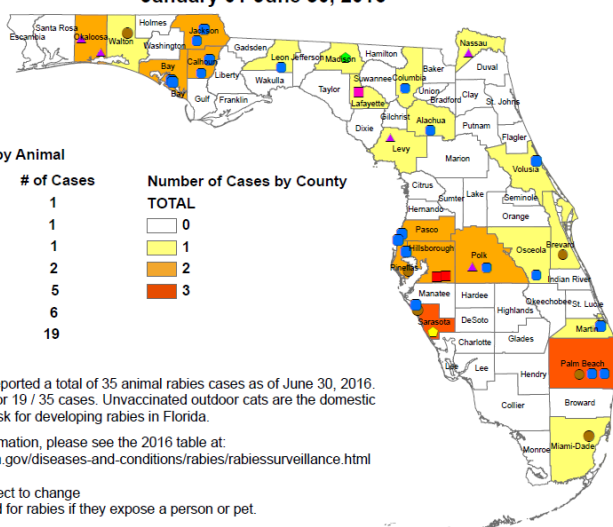 January 01-June 30, 2016
Escambia
Santa Rosa
Okaloosa
Walton
Holmes
Washington
Jackson
Bay
Bay
Calhoun
Gulf
Liberty
Gadsden
Franklin
Wakulla
Leon
Jefferson
Madison
Taylor
Hamilton
Suwannee
Lafayette
Columbia
Dixie
Gilchrist
Baker
Union
Bradford
Alachua
Levy
Nassau
Duval
Clay
St. Johns
Putnam
Flagler
Marion
Volusia
Citrus
Sumter
Lake
Seminole
Hernando
Orange
Pasco
Hillsborough
Pinellas
Polk
Osceola
Brevard
Indian River
Manatee
Hardee
Okeechobee
St. Lucie
Highlands
Sarasota
DeSoto
Martin
Charlotte
Glades
Lee
Lee
Hendry
Palm Beach
Collier
Broward
Monroe
Miami-Dade
by Animal
# of Cases
1
1
1
2
5
6
19
Number of Cases by County
TOTAL
0
1
2
3
eported a total of 35 animal rabies cases as of June 30, 2016.
or 19 / 35 cases. Unvaccinated outdoor cats are the domestic
sk for developing rabies in Florida.
mation, please see the 2016 table at:
.gov/diseases-and-conditions/rabies/rabiessurveillance.html
ect to change
d for rabies if they expose a person or pet.